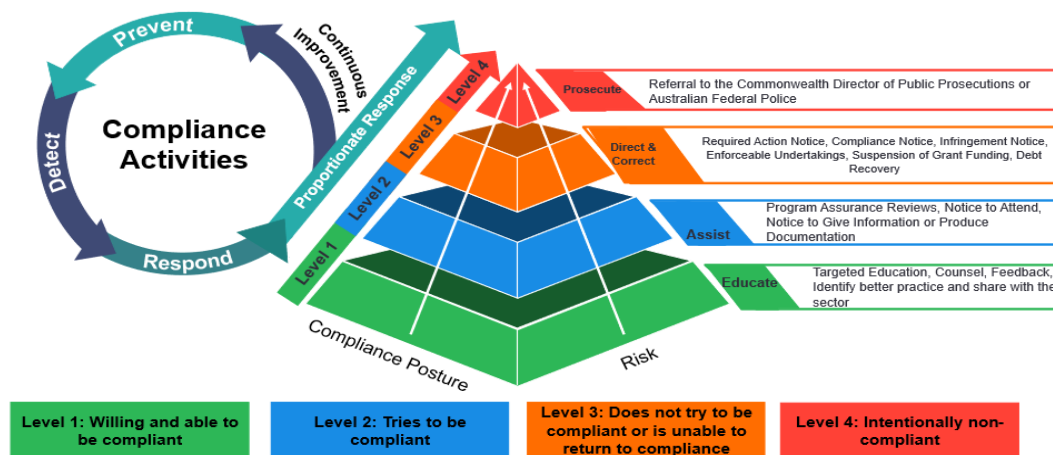 Prevent
Continuous
Improvement
Compliance
Activities
Detect
Respond
Proportionate Response
Level 4
Level 3
Level 2
Level 1
Prosecute
Referral to the Commonwealth Director of Public Prosecutions or
Australian Federal Police
Direct &
Correct
Required Action Notice, Compliance Notice, Infringement Notice,
Enforceable Undertakings, Suspension of Grant Funding, Debt
Recovery
Assist
Program Assurance Reviews, Notice to Attend,
Notice to Give Information or Produce
Documentation
Educate
Targeted Education, Counsel, Feedback,
Identify better practice and share with the
sector
Compliance Posture
Risk
Level 1: Willing and able to
be compliant
Level 2: Tries to be
compliant
Level 3: Does not try to be
compliant or is unable to
return to compliance
Level 4: Intentionally non-
compliant